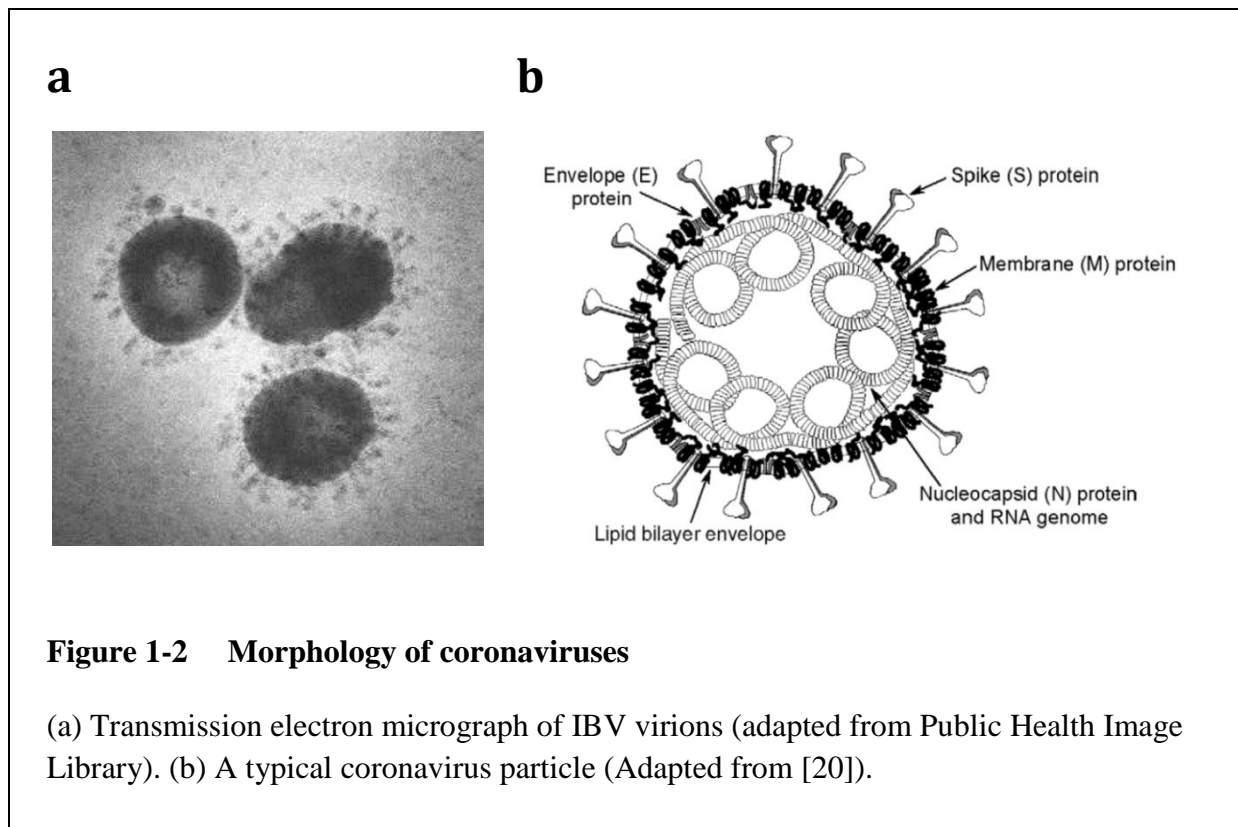 a
b
Envelope (E)
protein
Spike (S) protein
Membrane (M) protein
Nucleocapsid (N) protein
and RNA genome
Lipid bilayer envelope
Figure 1-2 Morphology of coronaviruses
(a) Transmission electron micrograph of IBV virions (adapted from Public Health Image
Library). (b) A typical coronavirus particle (Adapted from [20]).